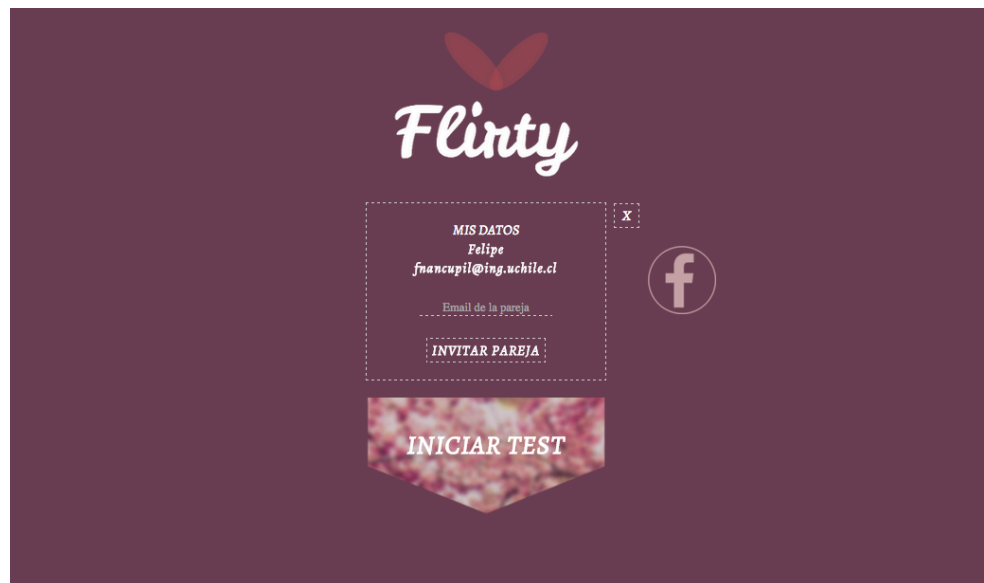 Flirty
MIS DATOS
X
Felipe
fnancupil@ing.uchile.cl
Email de la pareja
INVITAR PAREJA
INICIAR TEST